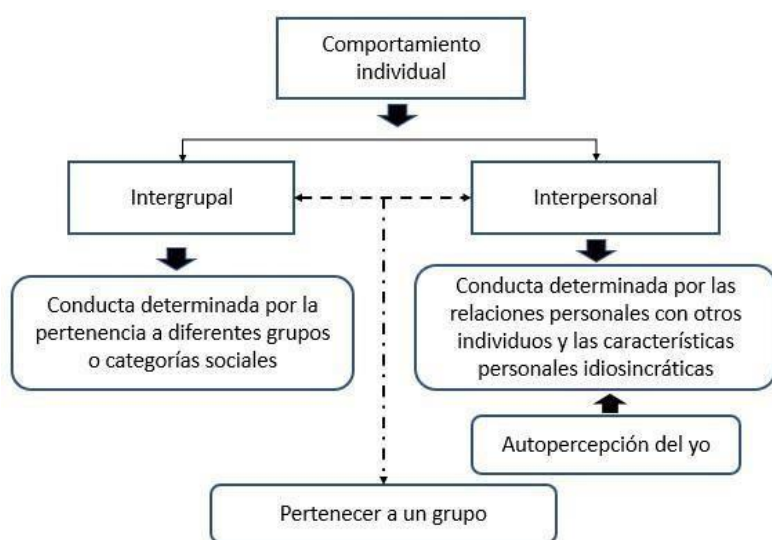 Comportamiento
individual
Intergrupal
Interpersonal
Conducta determinada por la
pertenencia a diferentes grupos
o categorías sociales
Conducta determinada por las
relaciones personales con otros
individuos y las características
personales idiosincráticas
Autopercepción del yo
Pertenecer a un grupo